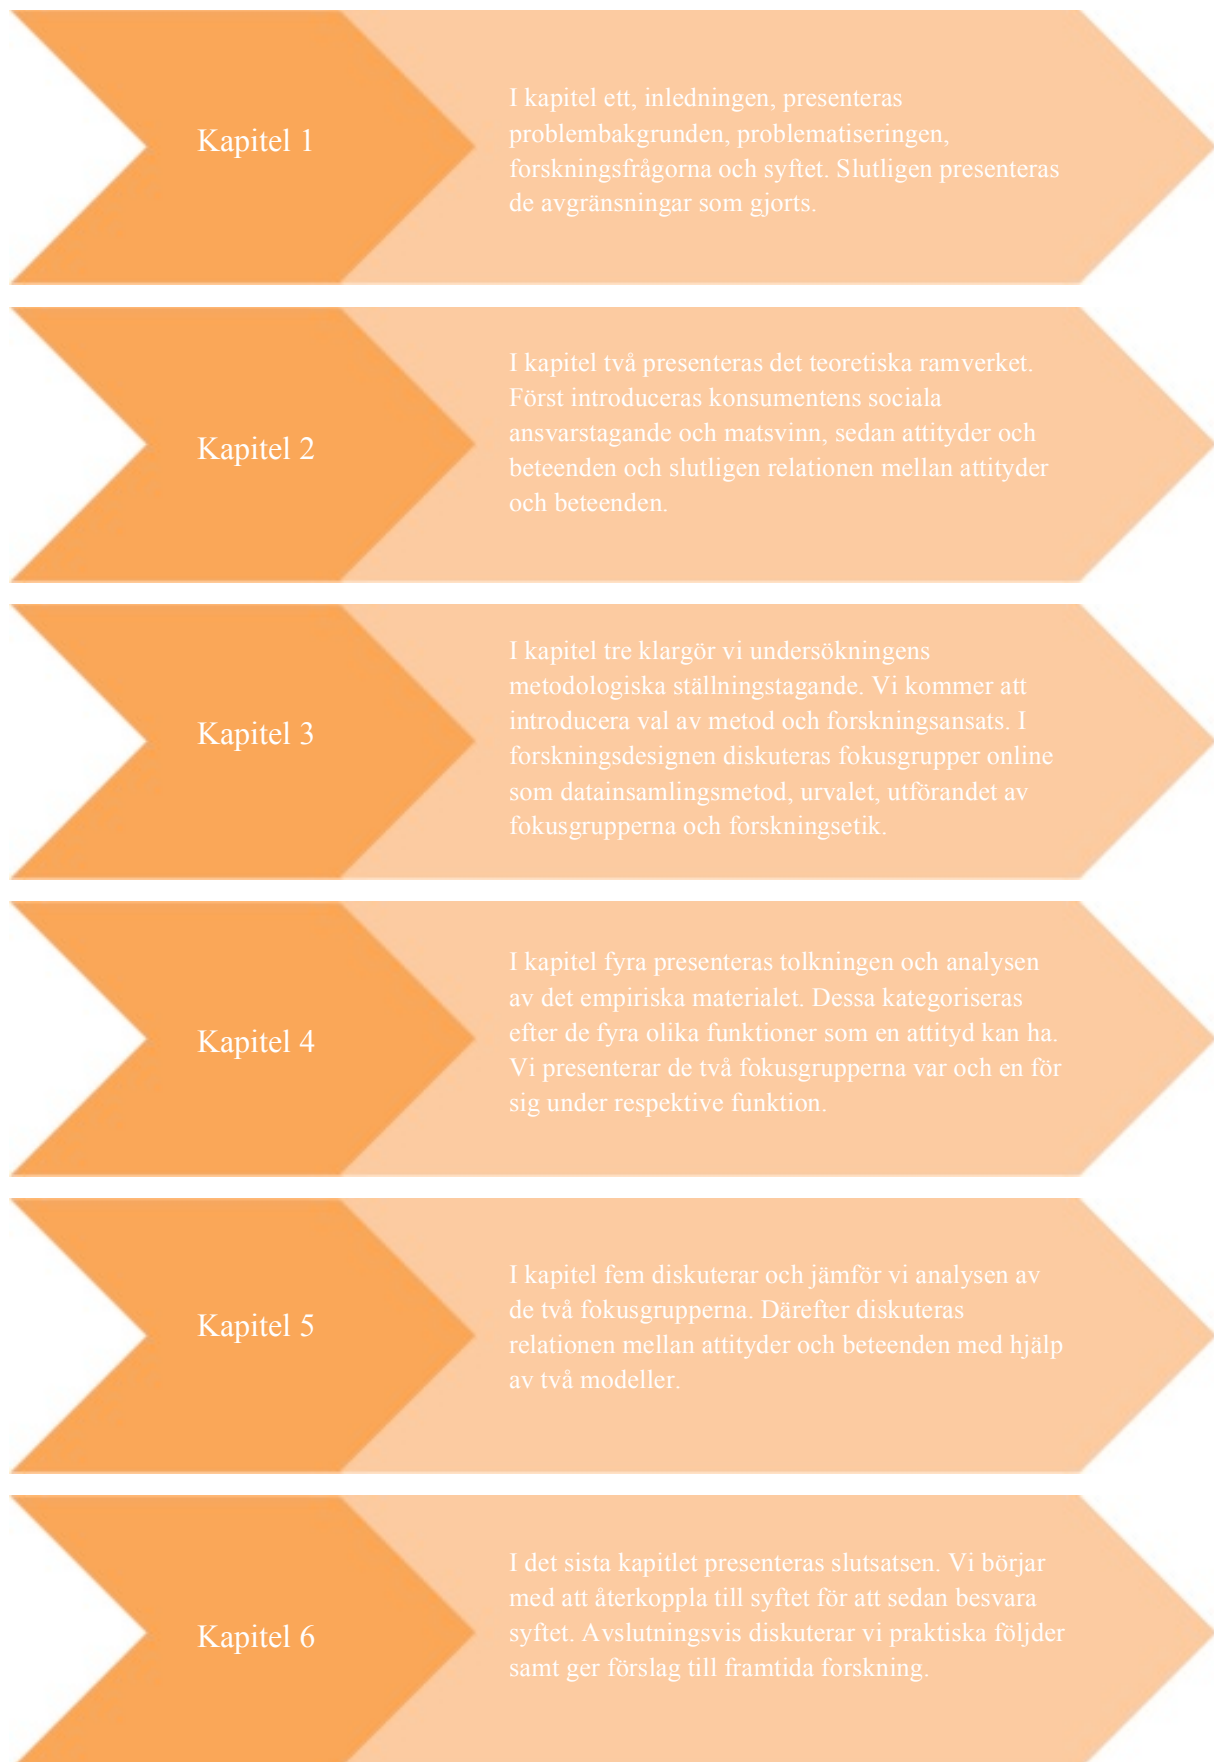 Kapitel 1
I kapitel ett, inledningen, presenteras
problembakgrunden, problematiseringen,
forskningsfrågorna och syftet. Slutligen presenteras
de avgränsningar som gjorts.
Kapitel 2
I kapitel två presenteras det teoretiska ramverket.
Först introduceras konsumentens sociala
ansvarstagande och matsvinn, sedan attityder och
beteenden och slutligen relationen mellan attityder
och beteenden.
Kapitel 3
I kapitel tre klargör vi undersökningens
metodologiska ställningstagande. Vi kommer att
introducera val av metod och forskningsansats. I
forskningsdesignen diskuteras fokusgrupper online
som datainsamlingsmetod, urvalet, utförandet av
fokusgrupperna och forskningsetik.
Kapitel 4
I kapitel fyra presenteras tolkningen och analysen
av det empiriska materialet. Dessa kategoriseras
efter de fyra olika funktioner som en attityd kan ha.
Vi presenterar de två fokusgrupperna var och en för
sig under respektive funktion.
Kapitel 5
I kapitel fem diskuterar och jämför vi analysen av
de två fokusgrupperna. Därefter diskuteras
relationen mellan attityder och beteenden med hjälp
av två modeller.
Kapitel 6
I det sista kapitlet presenteras slutsatsen. Vi börjar
med att återkoppla till syftet för att sedan besvara
syftet. Avslutningsvis diskuterar vi praktiska följder
samt ger förslag till framtida forskning.